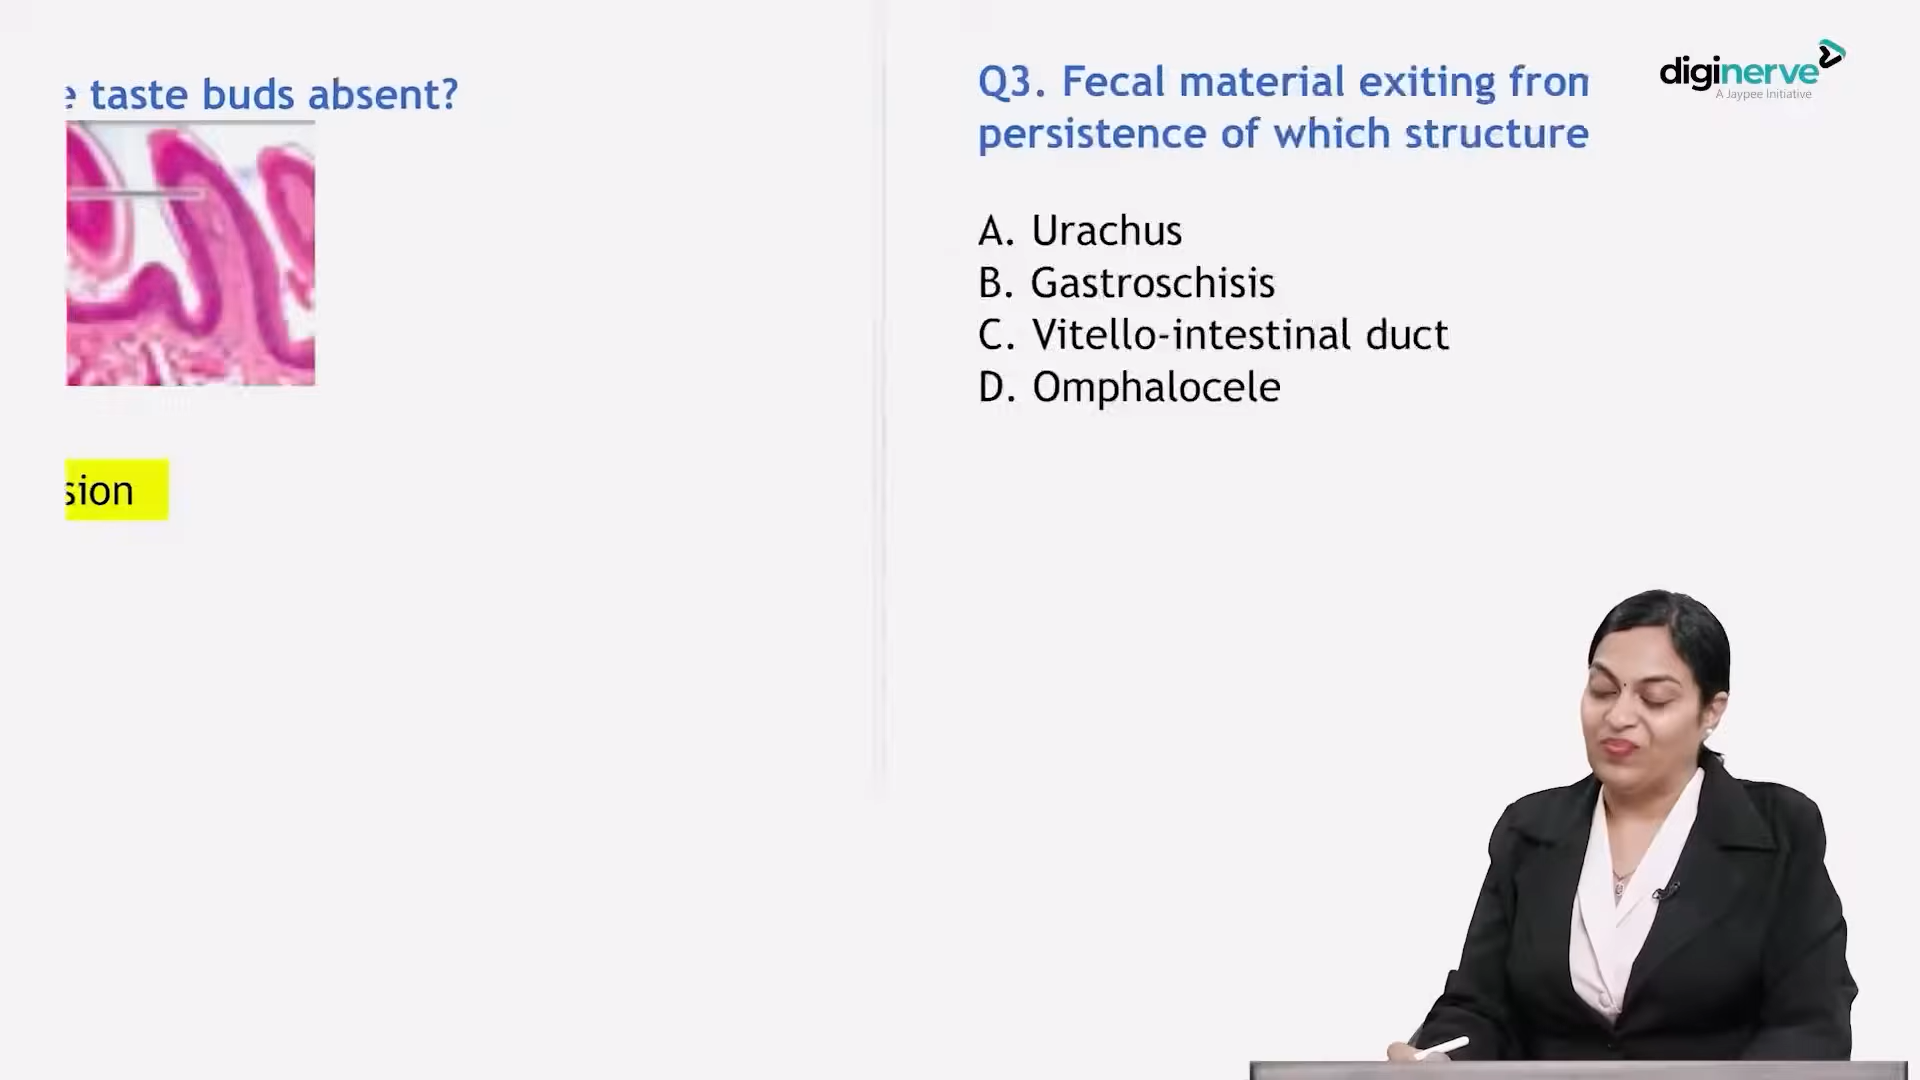 taste buds absent?
sion
Q3. Fecal material exiting
persistence of which structure
A. Urachus
B. Gastroschisis
C. Vitello-intestinal duct
D. Omphalocele
diginerve
A Jaypee Initiative